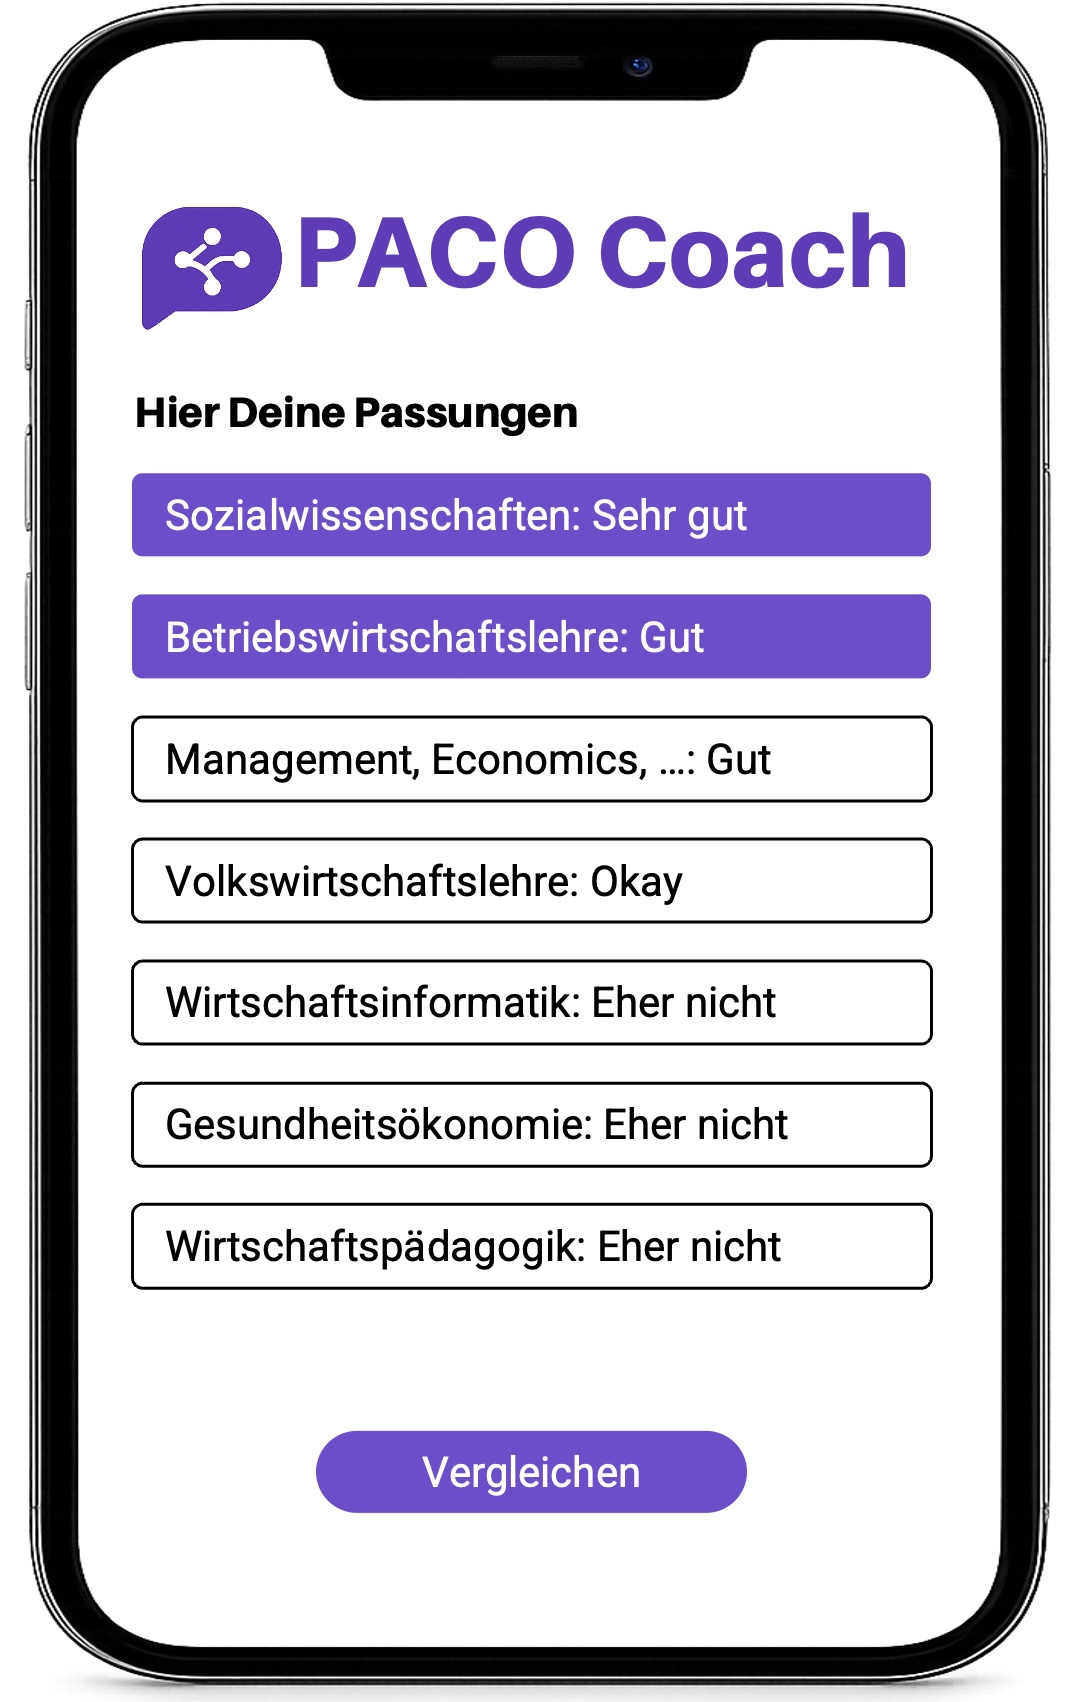 PACO Coach
Hier Deine Passungen
Sozialwissenschaften: Sehr gut
Betriebswirtschaftslehre: Gut
Management, Economics, ...: Gut
Volkswirtschaftslehre: Okay
Wirtschaftsinformatik: Eher nicht
Gesundheitsökonomie: Eher nicht
Wirtschaftspädagogik: Eher nicht
Vergleichen